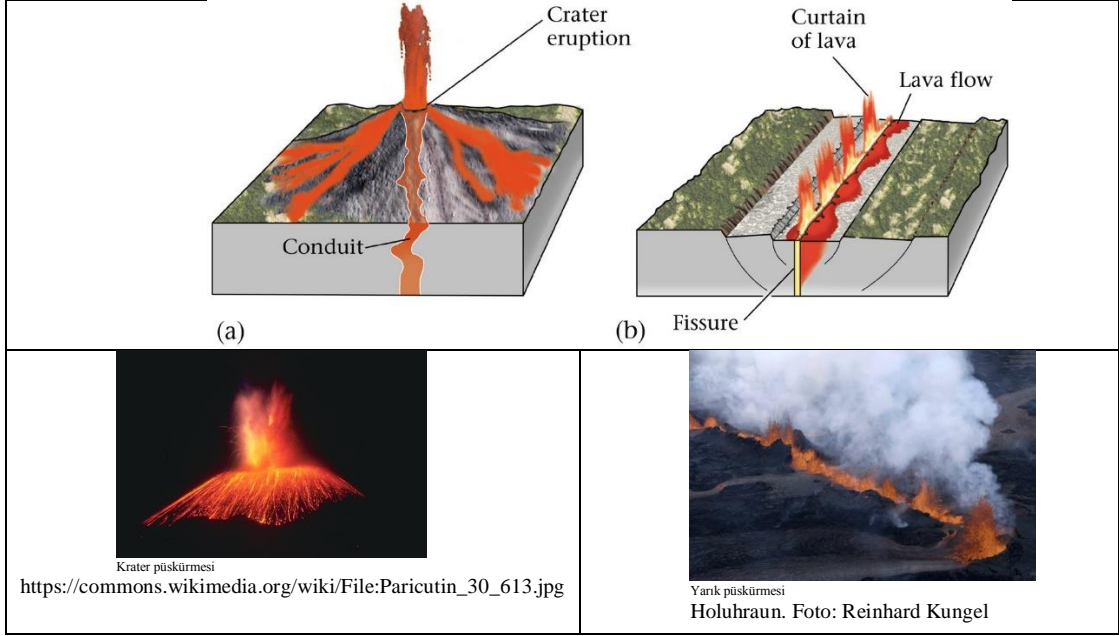 Crater
eruption
Conduit
(a)
Curtain
of lava
Lava flow
Fissure
(b)
Krater püskürmesi
https://commons.wikimedia.org/wiki/File:Paricutin_30_613.jpg
Yarık püskürmesi
Holuhraun. Foto: Reinhard Kungel